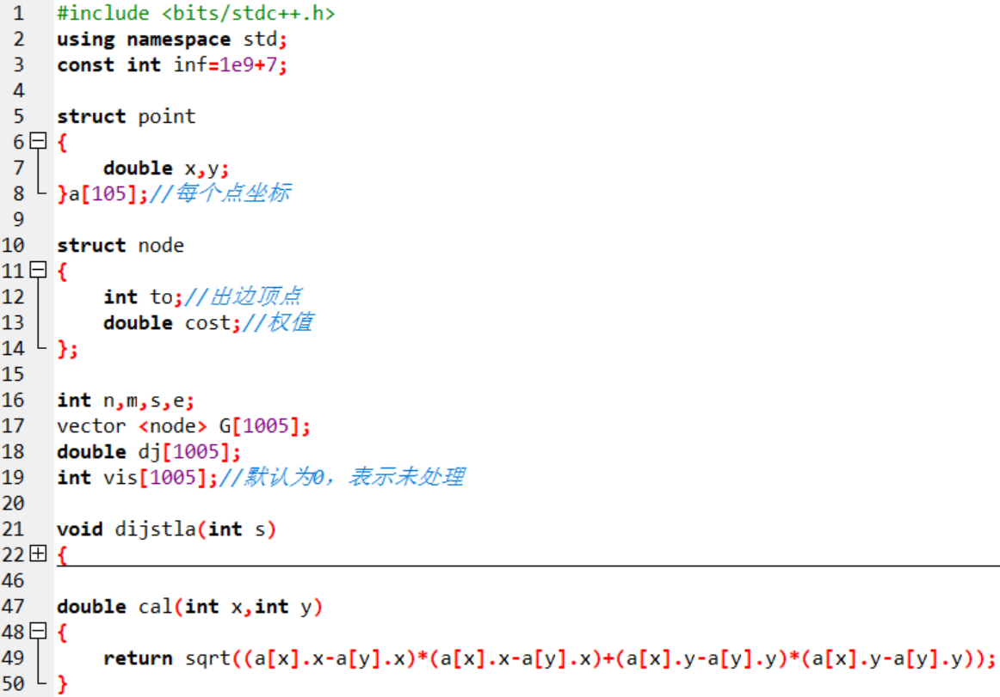 1 #include <bits/stdc++.h>
2 using namespace std;
3 const int inf=1e9+7;
4
5 struct point
6 {
7 double x,y;
8 }a[105];//每个点坐标
9
10 struct node
11 {
12 int to;//出边顶点
13 double cost;//权值
14 };
15
16 int n,m,s,e;
17 vector <node> G[1005];
18 double dj[1005];
19 int vis[1005];//默认为0，表示未处理
20
21 void dijstla(int s)
22 {
46
47 double cal(int x,int y)
48 {
49 return sqrt((a[x].x-a[y].x)*(a[x].x-a[y].x)+(a[x].y-a[y].y)*(a[x].y-a[y].y));
50 }